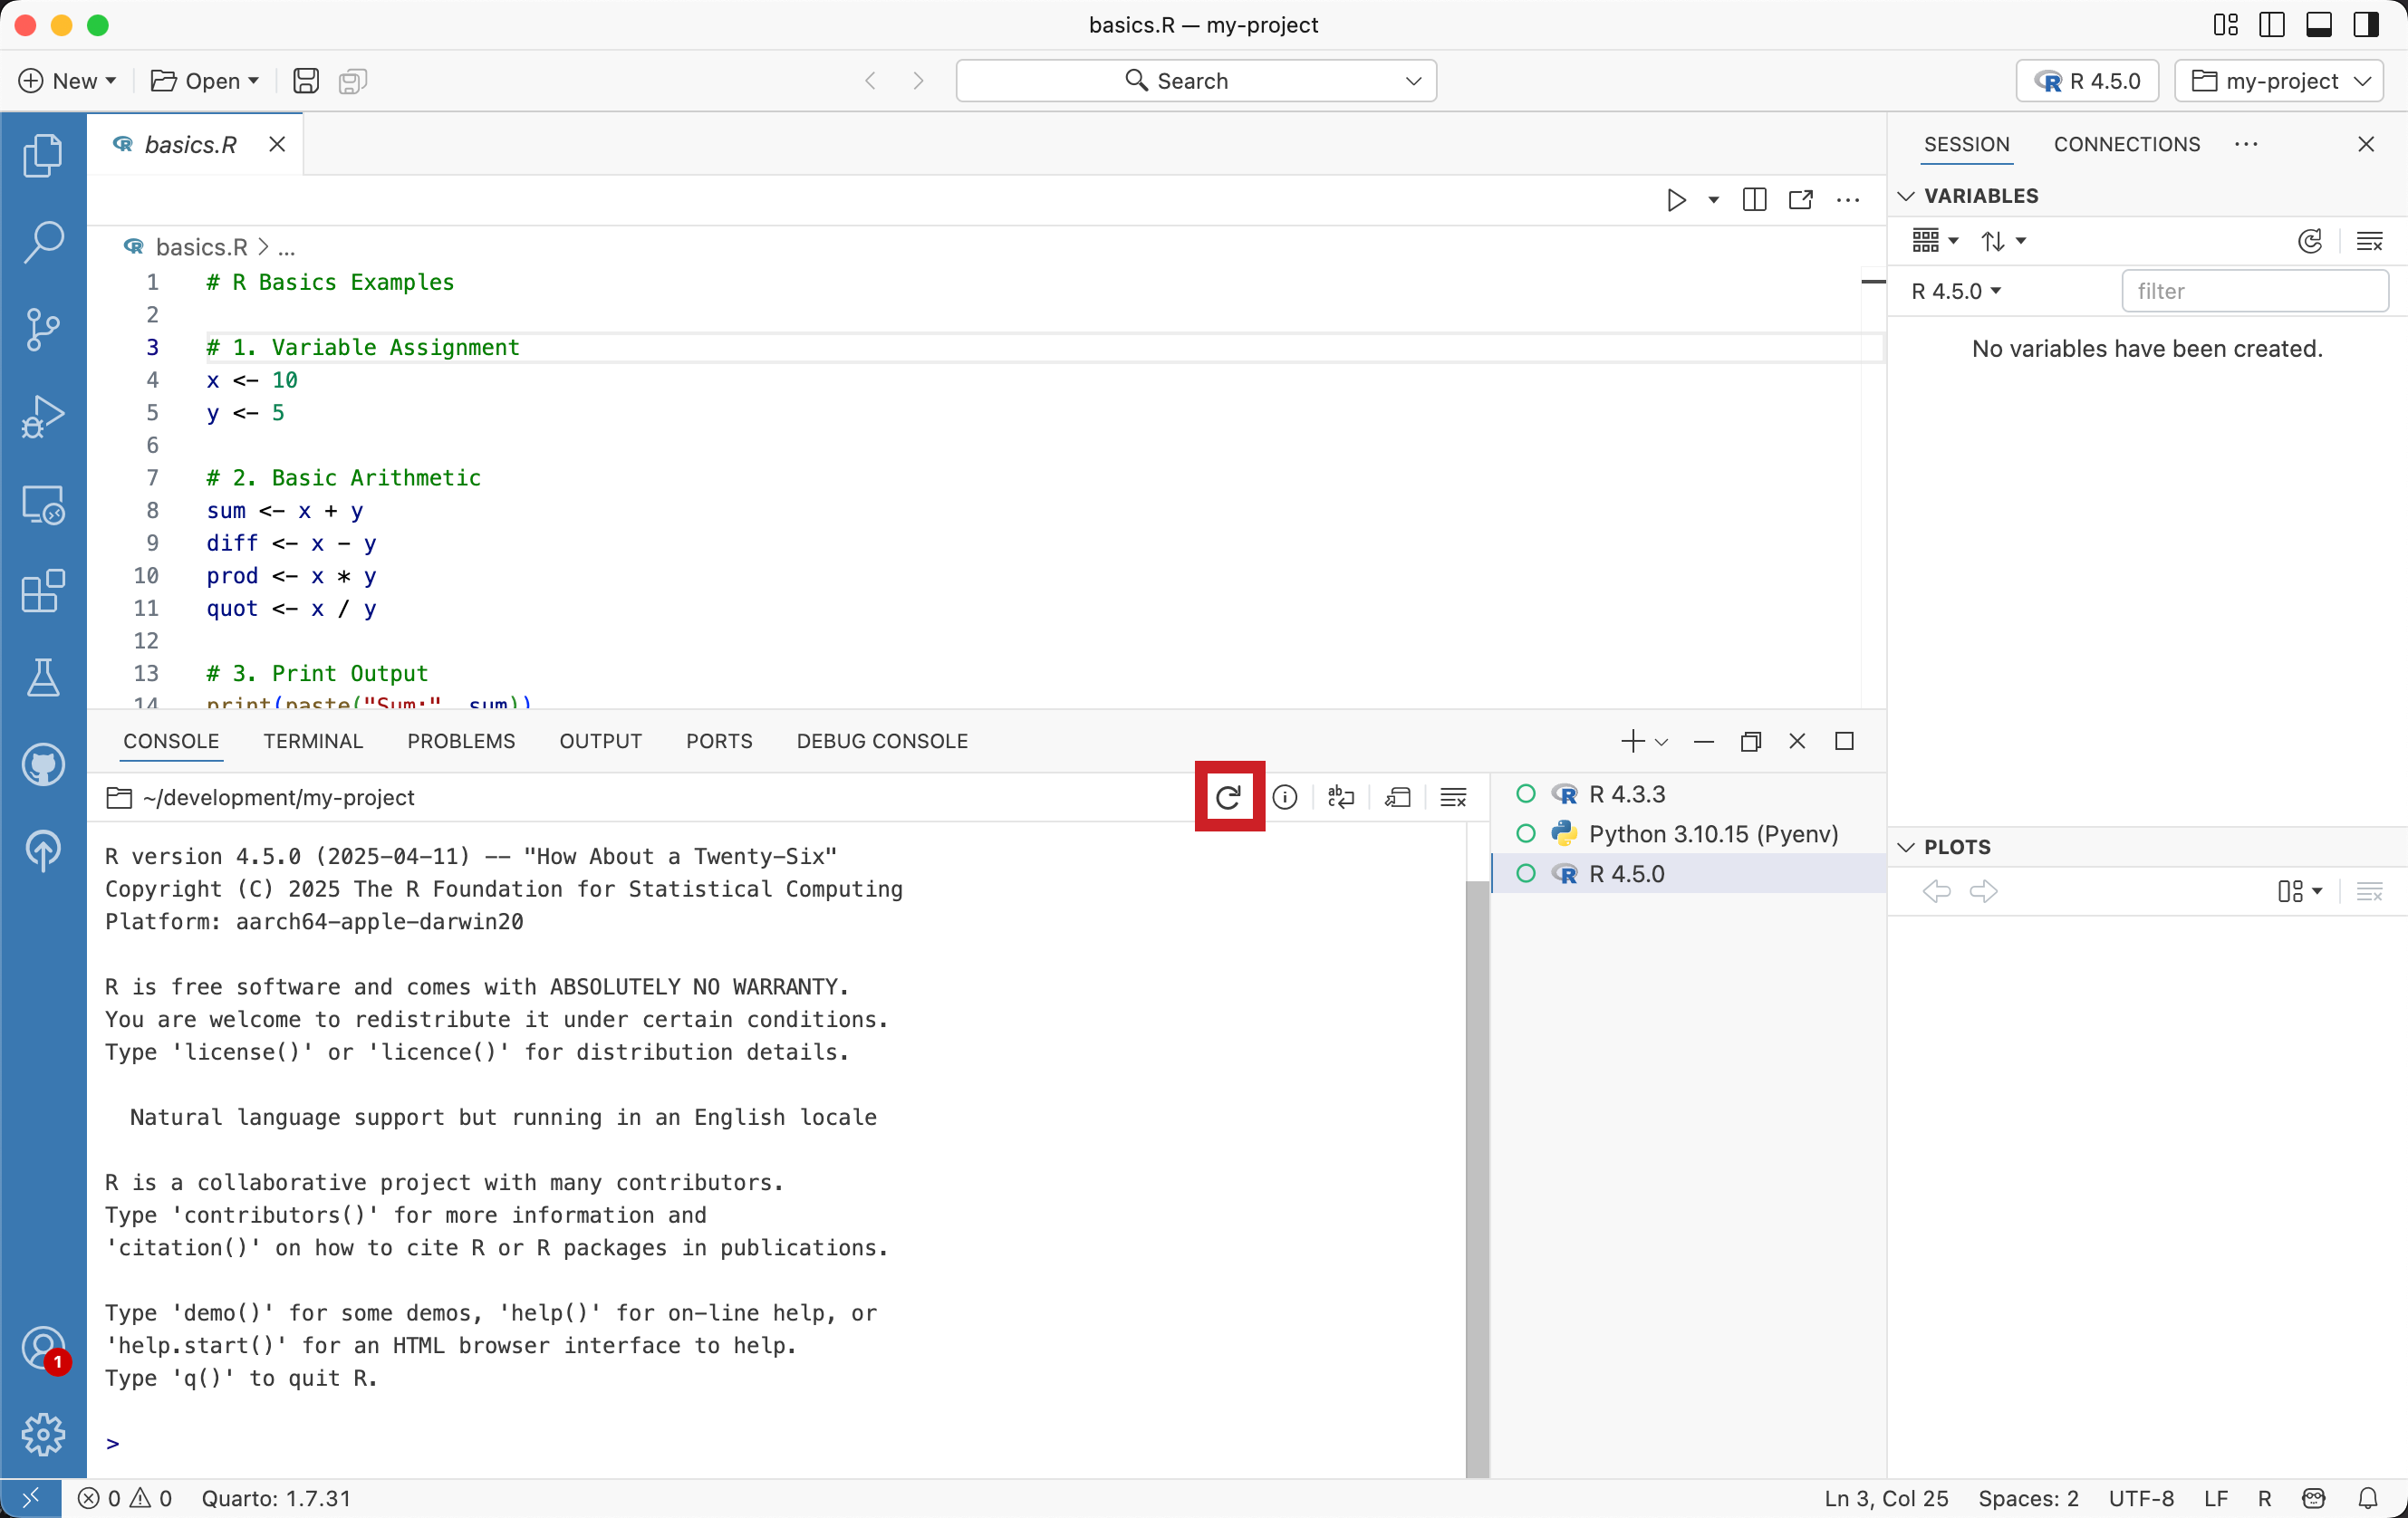 basics.R — my-project
New
Open
Search
R 4.5.0
my-project
basics.R
basics.R > ...
1 # R Basics Examples
2
3 # 1. Variable Assignment
4 x <- 10
5 y <- 5
6
7 # 2. Basic Arithmetic
8 sum <- x + y
9 diff <- x - y
10 prod <- x * y
11 quot <- x / y
12
13 # 3. Print Output
14 print(paste("Sum:", sum))
SESSION
CONNECTIONS
VARIABLES
R 4.5.0
filter
No variables have been created.
PLOTS
CONSOLE
TERMINAL
PROBLEMS
OUTPUT
PORTS
DEBUG CONSOLE
~/development/my-project
R version 4.5.0 (2025-04-11) -- "How About a Twenty-Six"
Copyright (C) 2025 The R Foundation for Statistical Computing
Platform: aarch64-apple-darwin20
R is free software and comes with ABSOLUTELY NO WARRANTY.
You are welcome to redistribute it under certain conditions.
Type 'license()' or 'licence()' for distribution details.
Natural language support but running in an English locale
R is a collaborative project with many contributors.
Type 'contributors()' for more information and
'citation()' on how to cite R or R packages in publications.
Type 'demo()' for some demos, 'help()' for on-line help, or
'help.start()' for an HTML browser interface to help.
Type 'q()' to quit R.
>
R 4.3.3
Python 3.10.15 (Pyenv)
R 4.5.0
1
0 0 Quarto: 1.7.31
Ln 3, Col 25
Spaces: 2
UTF-8
LF
R